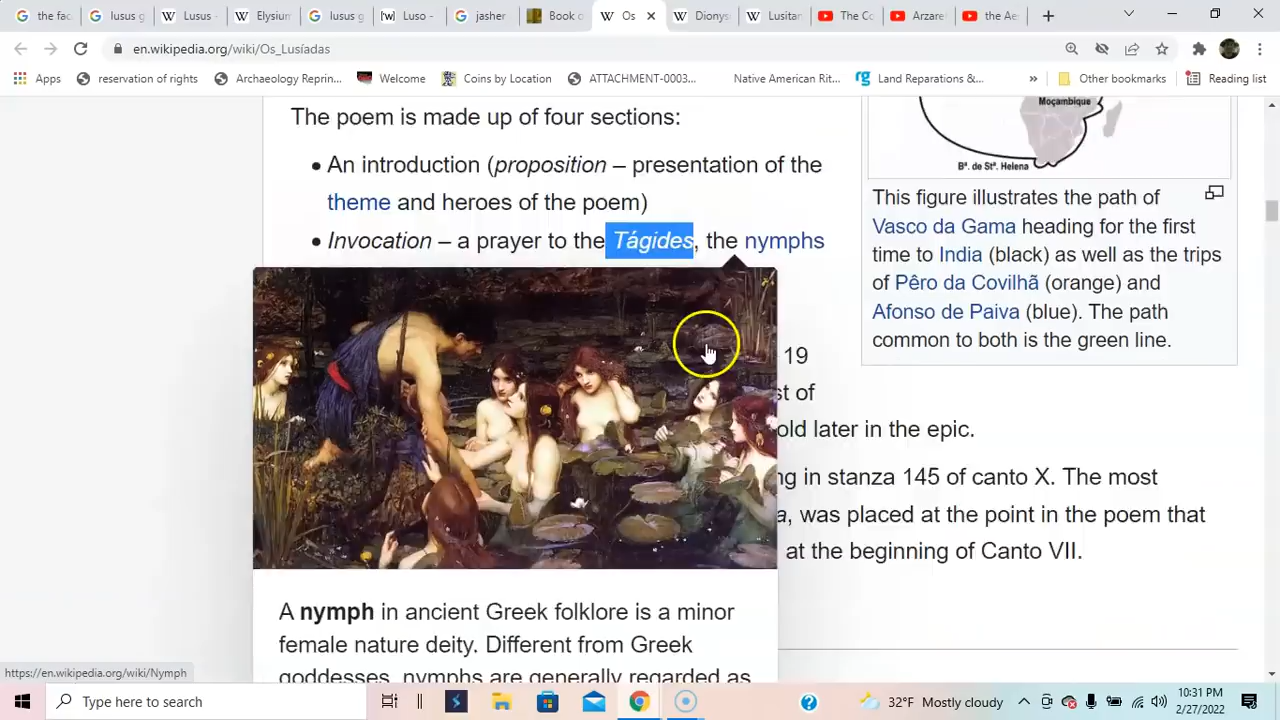 the fac
lusus g
Lusus -
Elysium
lusus g
Luso -
jasher
Book o
Os
Dionys
Lusitan
The Co
Arzare
the Ae
en.wikipedia.org/wiki/Os_Lusíadas
Apps
reservation of rights
Archaeology Reprin...
Welcome
Coins by Location
ATTACHMENT-0003...
Native American Rit...
Land Reparations &...
»
Other bookmarks
Reading list
The poem is made up of four sections:
• An introduction (proposition – presentation of the
theme and heroes of the poem)
• Invocation – a prayer to the Tágides, the nymphs
19
st of
old later in the epic.
ng in stanza 145 of canto X. The most
a, was placed at the point in the poem that
at the beginning of Canto VII.
A nymph in ancient Greek folklore is a minor
female nature deity. Different from Greek
goddesses, nymphs are generally regarded as
Moçambique
Bª. de Stª. Helena
This figure illustrates the path of
Vasco da Gama heading for the first
time to India (black) as well as the trips
of Pêro da Covilhã (orange) and
Afonso de Paiva (blue). The path
common to both is the green line.
https://en.wikipedia.org/wiki/Nymph
Type here to search
32°F Mostly cloudy
10:31 PM
2/27/2022